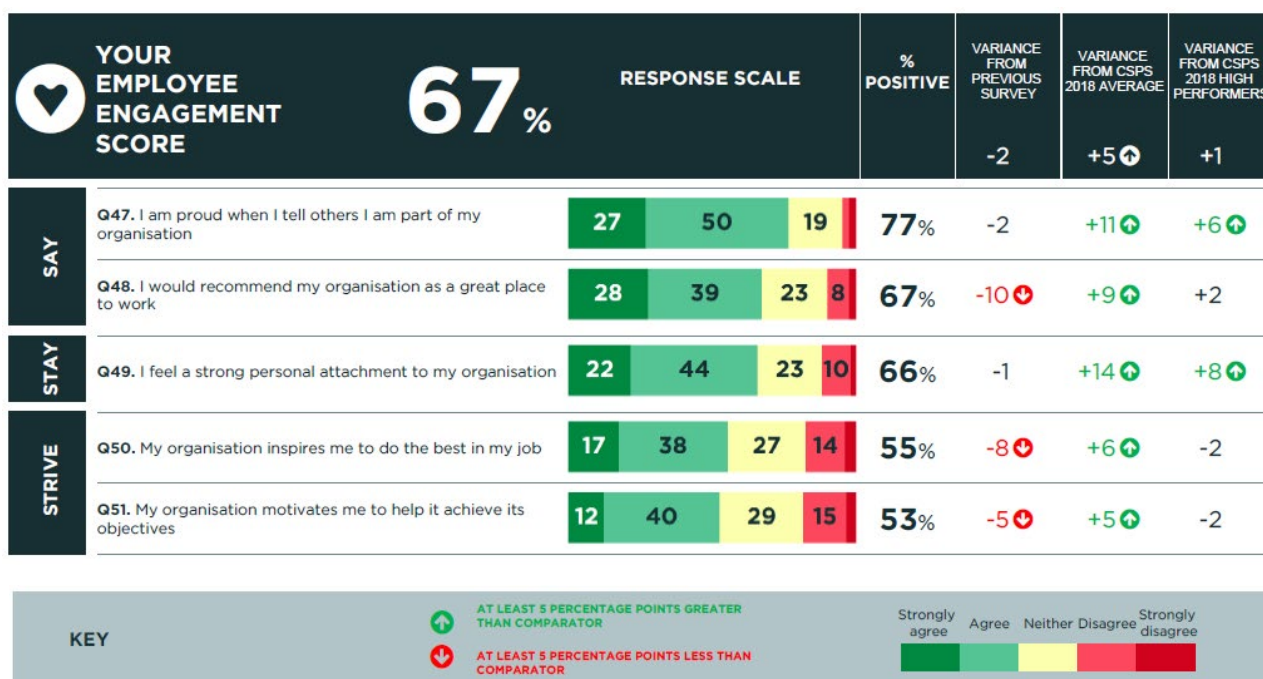 YOUR
EMPLOYEE
ENGAGEMENT
SCORE
67%
RESPONSE SCALE
%
POSITIVE
VARIANCE
FROM
PREVIOUS
SURVEY
-2
VARIANCE
FROM CSPS
2018 AVERAGE
+5
VARIANCE
FROM CSPS
2018 HIGH
PERFORMERS
+1
SAY
Q47. I am proud when I tell others I am part of my
organisation
27 50 19 77% -2 +11 +6
Q48. I would recommend my organisation as a great place
to work
28 39 23 8 67% -10 +9 +2
STAY
Q49. I feel a strong personal attachment to my organisation 22 44 23 10 66% -1 +14 +8
STRIVE
Q50. My organisation inspires me to do the best in my job 17 38 27 14 55% -8 +6 -2
Q51. My organisation motivates me to help it achieve its
objectives
12 40 29 15 53% -5 +5 -2
KEY
AT LEAST 5 PERCENTAGE POINTS GREATER
THAN COMPARATOR
AT LEAST 5 PERCENTAGE POINTS LESS THAN
COMPARATOR
Strongly
agree
Agree
Neither
Disagree
Strongly
disagree